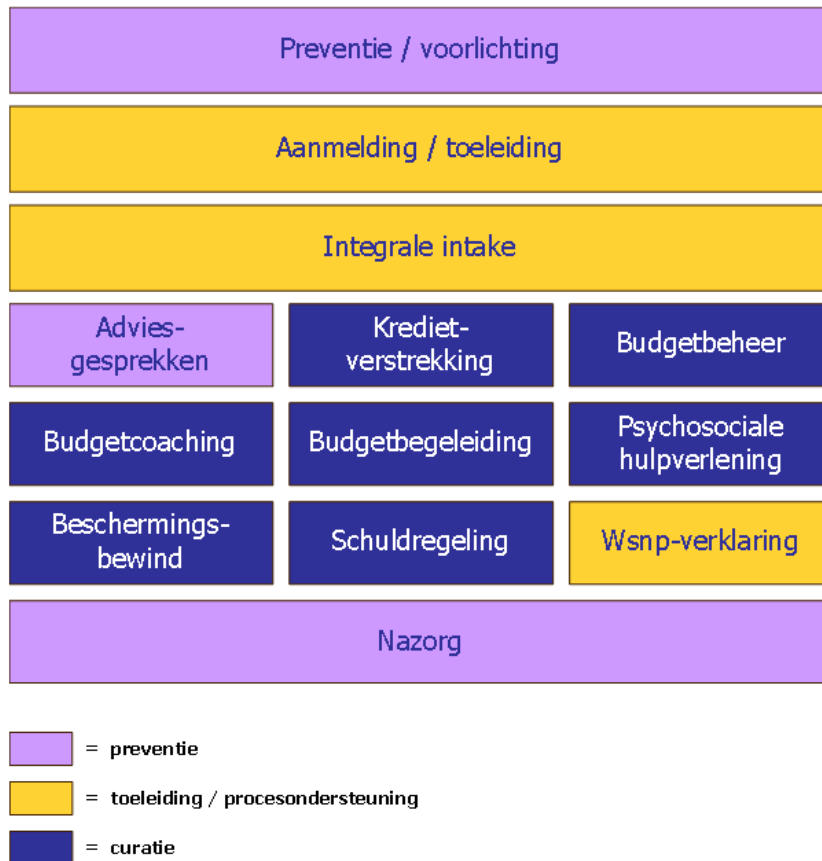 Preventie / voorlichting
Aanmelding / toeleiding
Integrale intake
Advies-
gesprekken
Krediet-
verstrekking
Budgetbeheer
Budgetcoaching
Budgetbegeleiding
Psychosociale
hulpverlening
Beschermings-
bewind
Schuldregeling
Wsnp-verklaring
Nazorg
= preventie
= toeleiding / procesondersteuning
= curatie